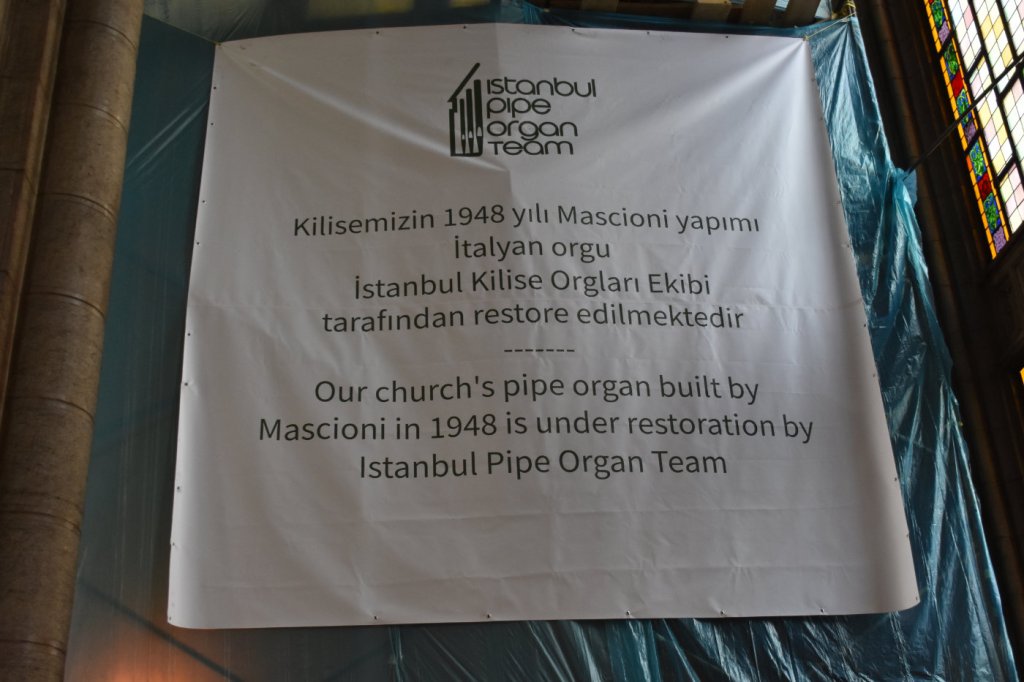 ıstanbul
pipe
organ
Team
Kilisemizin 1948 yılı Mascioni yapımı
İtalyan orgu
İstanbul Kilise Orgları Ekibi
tarafından restore edilmektedir
-------
Our church's pipe organ built by
Mascioni in 1948 is under restoration by
Istanbul Pipe Organ Team